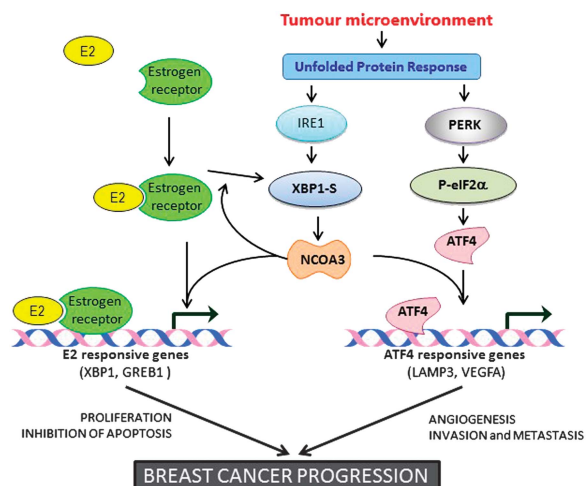 Tumour microenvironment
E2
Estrogen
receptor
Unfolded Protein Response
IRE1
PERK
E2
Estrogen
receptor
XBP1-S
P-eIF2α
NCOA3
ATF4
E2
Estrogen
receptor
ATF4
E2 responsive genes
(XBP1, GREB1 )
ATF4 responsive genes
(LAMP3, VEGFA)
PROLIFERATION
INHIBITION OF APOPTOSIS
ANGIOGENESIS
INVASION and METASTASIS
BREAST CANCER PROGRESSION